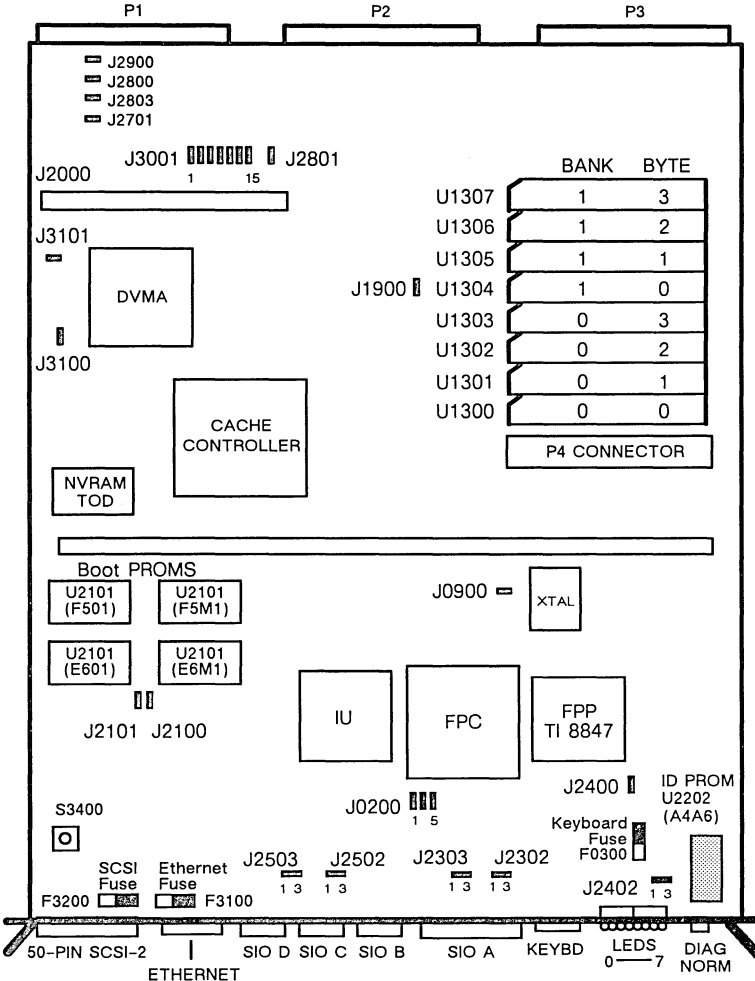 P1 P2 P3
J2900
J2800
J2803
J2701
J3001 J2801
1 15
J2000
BANK BYTE
U1307 1 3
U1306 1 2
U1305 1 1
J1900 U1304 1 0
U1303 0 3
U1302 0 2
U1301 0 1
U1300 0 0
P4 CONNECTOR
J3101
DVMA
J3100
CACHE
CONTROLLER
NVRAM
TOD
Boot PROMS
U2101
(F501)
U2101
(F5M1)
U2101
(E601)
U2101
(E6M1)
J2101 J2100
J0900
XTAL
IU
FPC
FPP
TI 8847
J2400
ID PROM
U2202
(A4A6)
S3400
J0200
1 5
Keyboard
Fuse
F0300
SCSI
Fuse
F3200
Ethernet
Fuse
F3100
J2503 J2502
1 3 1 3
J2303 J2302
1 3 1 3
J2402
1 3
50-PIN SCSI-2
ETHERNET
SIO D SIO C SIO B SIO A
KEYBD
LEDS
0 7
DIAG
NORM